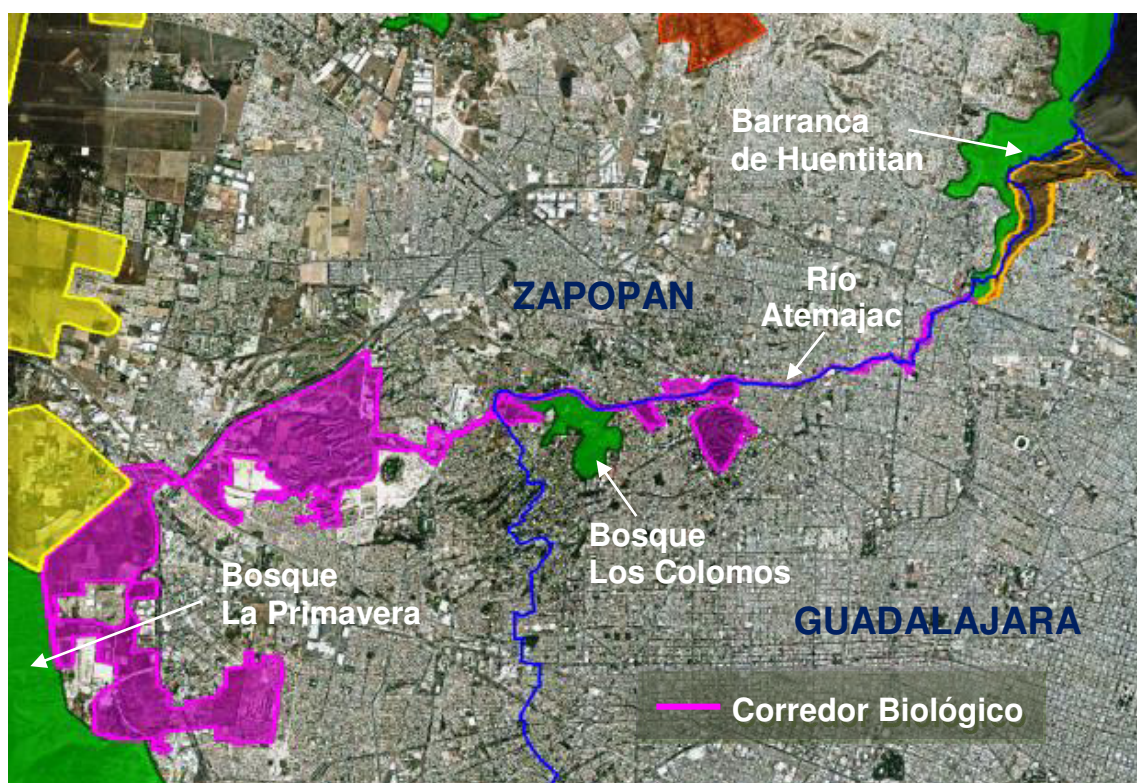 Barranca
de Huentitan
ZAPOPAN
Río
Atemajac
Bosque
Los Colomos
Bosque
La Primavera
GUADALAJARA
Corredor Biológico